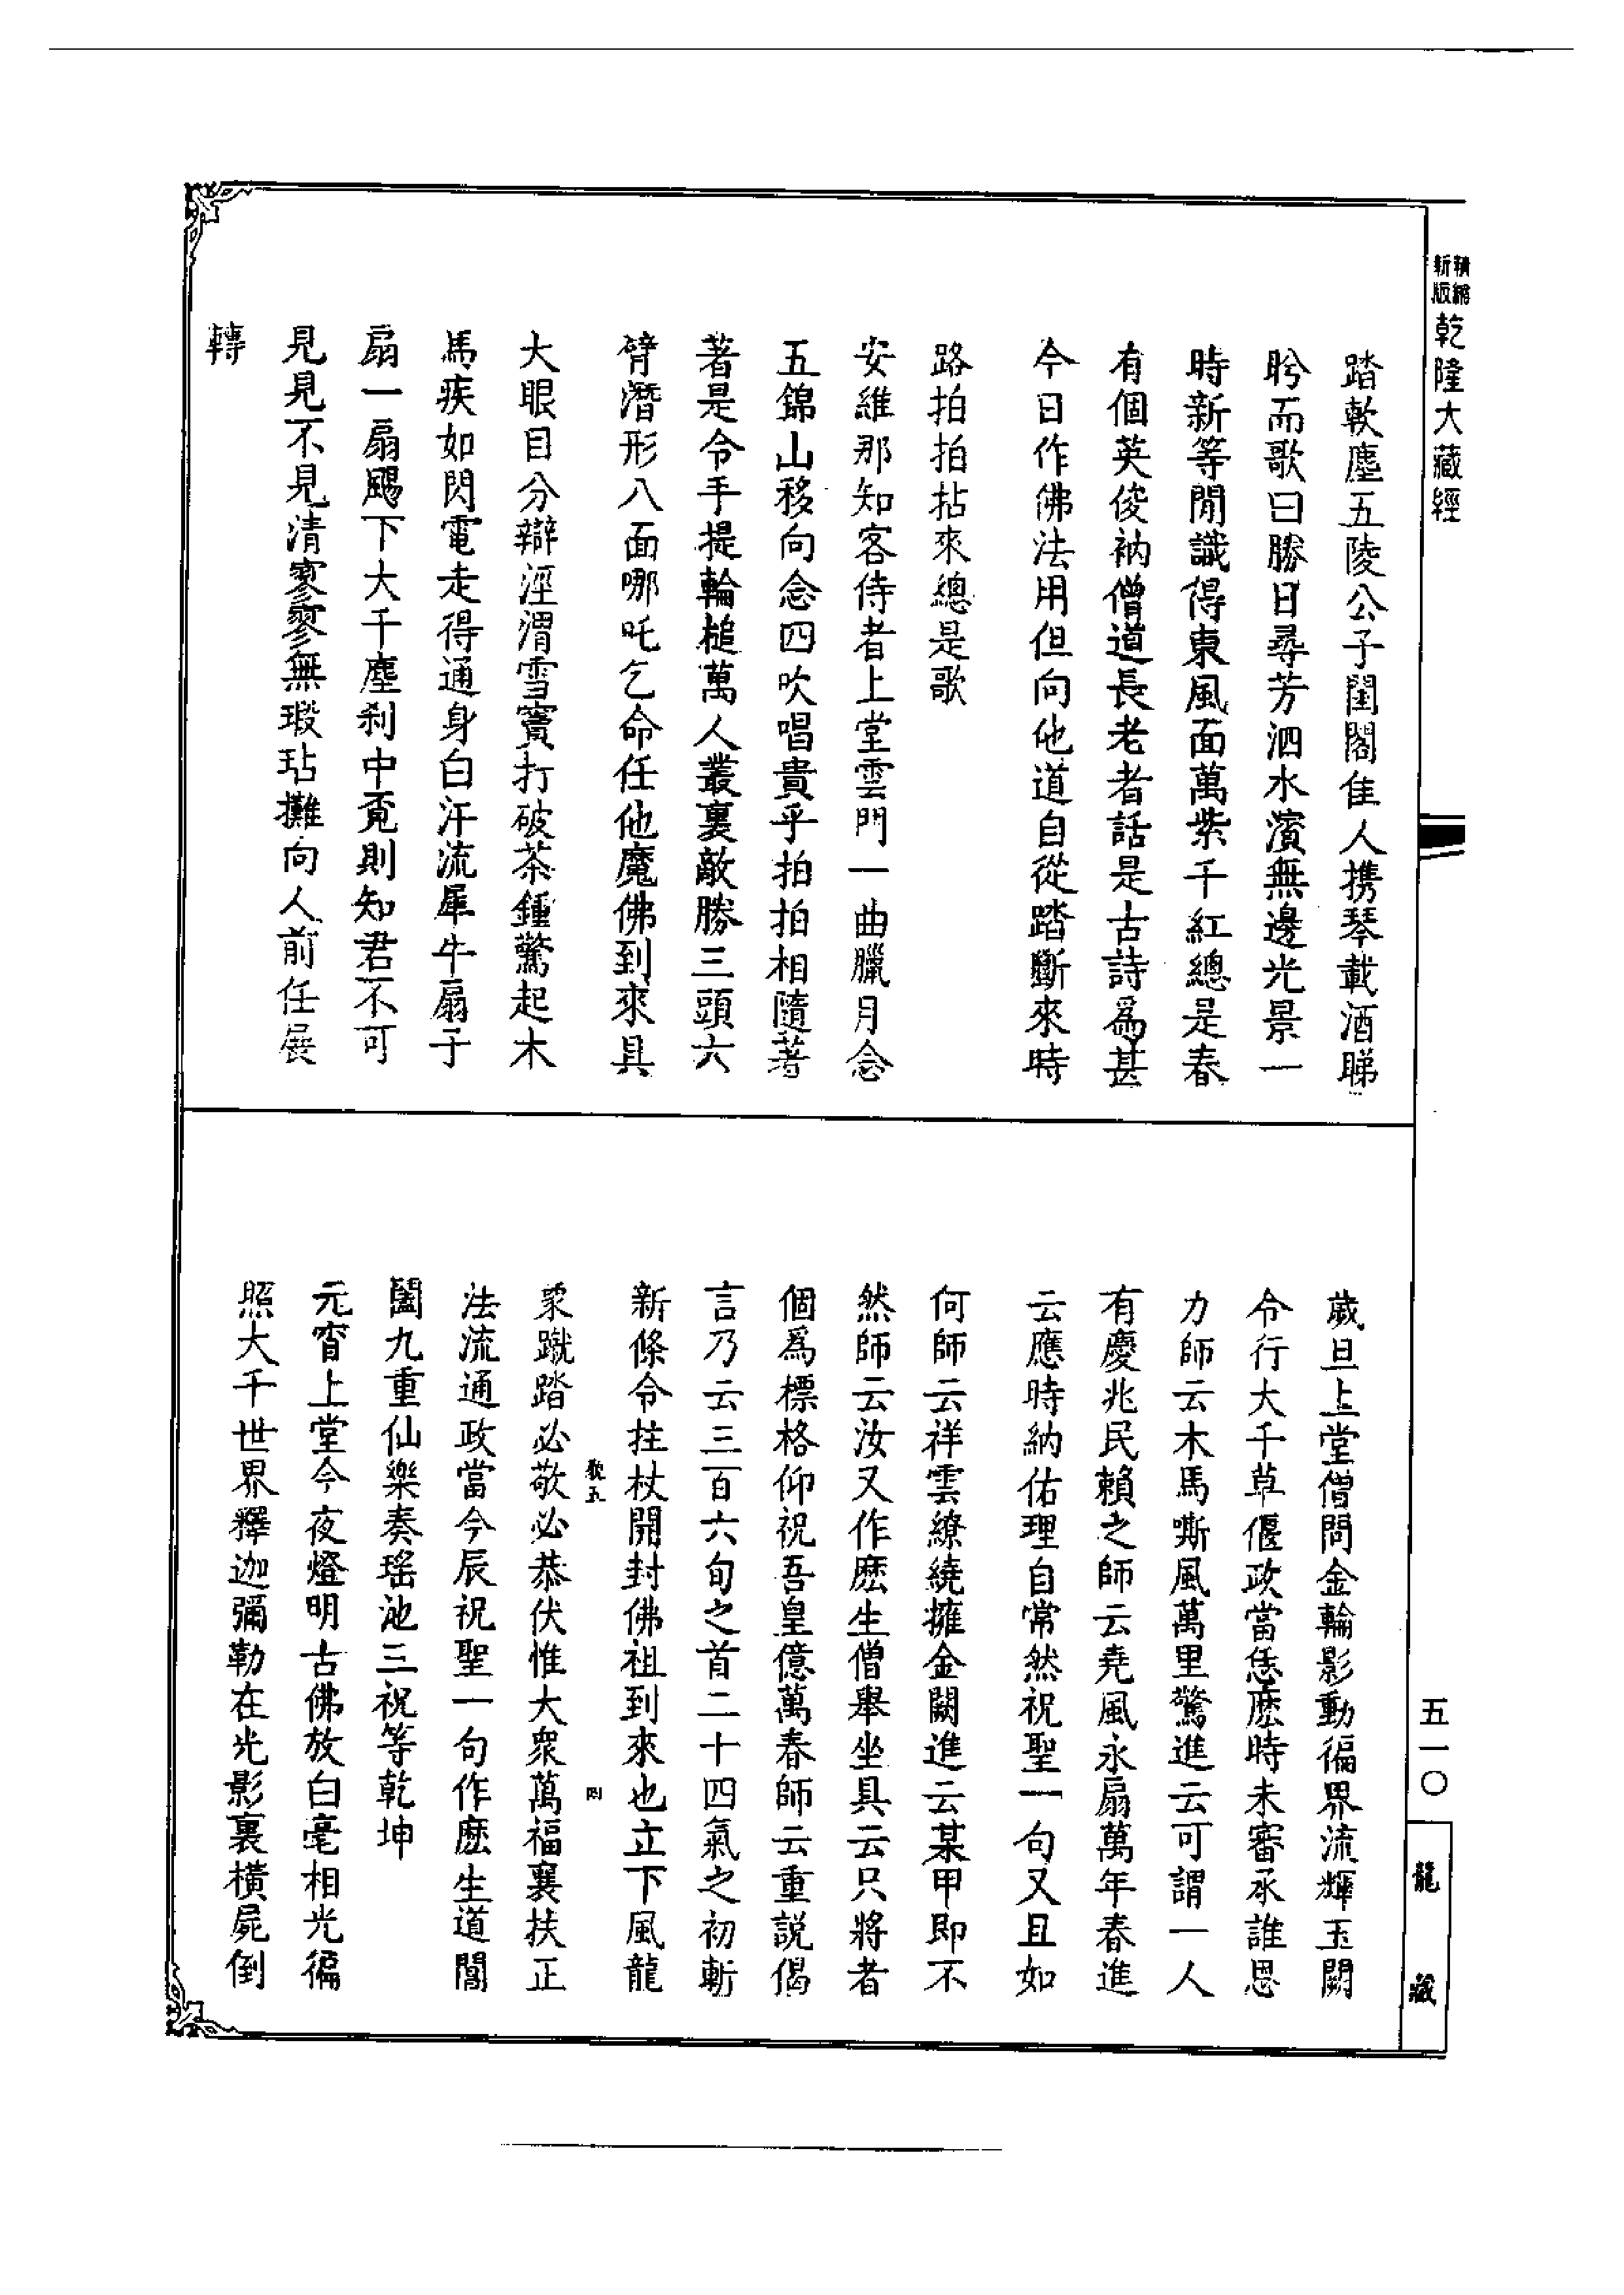 精縮
新版
乾隆大藏經
踏軟塵五陵公子閨閣佳人携琴載酒睇
盻而歌曰勝日尋芳泗水濱無邊光景一
時新等閒識得東風面萬紫千紅總是春
有個英俊衲僧道長老者話是古詩爲甚
今日作佛法用但向他道自從踏斷來時
路拍拍拈來總是歌
安維那知客侍者上堂雲門一曲臘月念
五錦山移向念四吹唱貴乎拍拍相隨著
著是令手提輪槌萬人叢裏敵勝三頭六
臂潛形八面哪吒乞命任他魔佛到來具
大眼目分辯涇渭雪竇打破茶鍾驚起木
馬疾如閃電走得通身白汗流犀牛扇子
扇一扇颺下大千塵刹中覔則知君不可
見見不見清寥寥無瑕玷攤向人前任展
轉
歲旦上堂僧問金輪影動徧界流輝玉闕
令行大千草偃政當恁麽時未審承誰恩
力師云木馬嘶風萬里驚進云可謂一人
有慶兆民賴之師云堯風永扇萬年春進
云應時納佑理自常然祝聖一句又且如
何師云祥雲繚繞擁金闕進云某甲即不
然師云汝又作麽生僧舉坐具云只將者
個爲標格仰祝吾皇億萬春師云重説偈
言乃云三百六旬之首二十四氣之初斬
新條令拄杖開封佛祖到來也立下風龍
衆蹴踏必敬必恭伏惟大衆萬福襄扶正
法流通政當今辰祝聖一句作麽生道閶
闔九重仙樂奏瑤池三祝等乾坤
元宵上堂今夜燈明古佛放白毫相光徧
照大千世界釋迦彌勒在光影裏橫屍倒
五一〇
龍藏